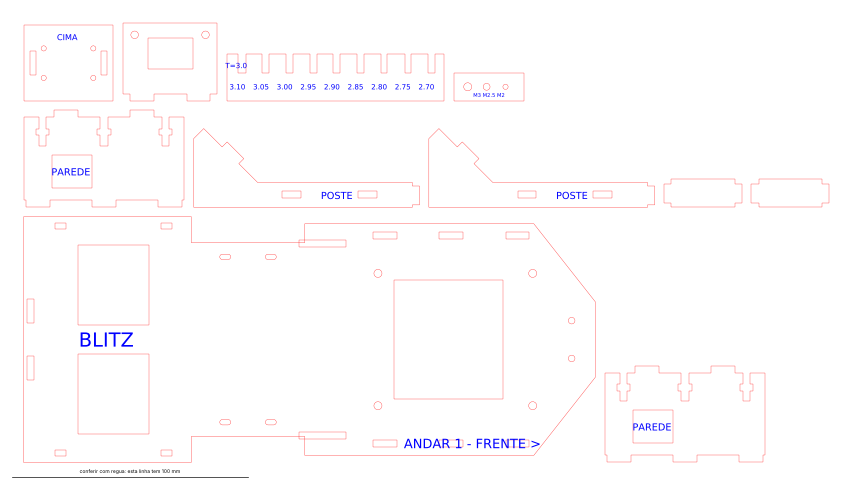 CIMA
T=3.0
3.10 3.05 3.00 2.95 2.90 2.85 2.80 2.75 2.70
M3 M2.5 M2
PAREDE
POSTE
POSTE
BLITZ
PAREDE
ANDAR 1 - FRENTE >
conferir com regua: esta linha tem 100 mm